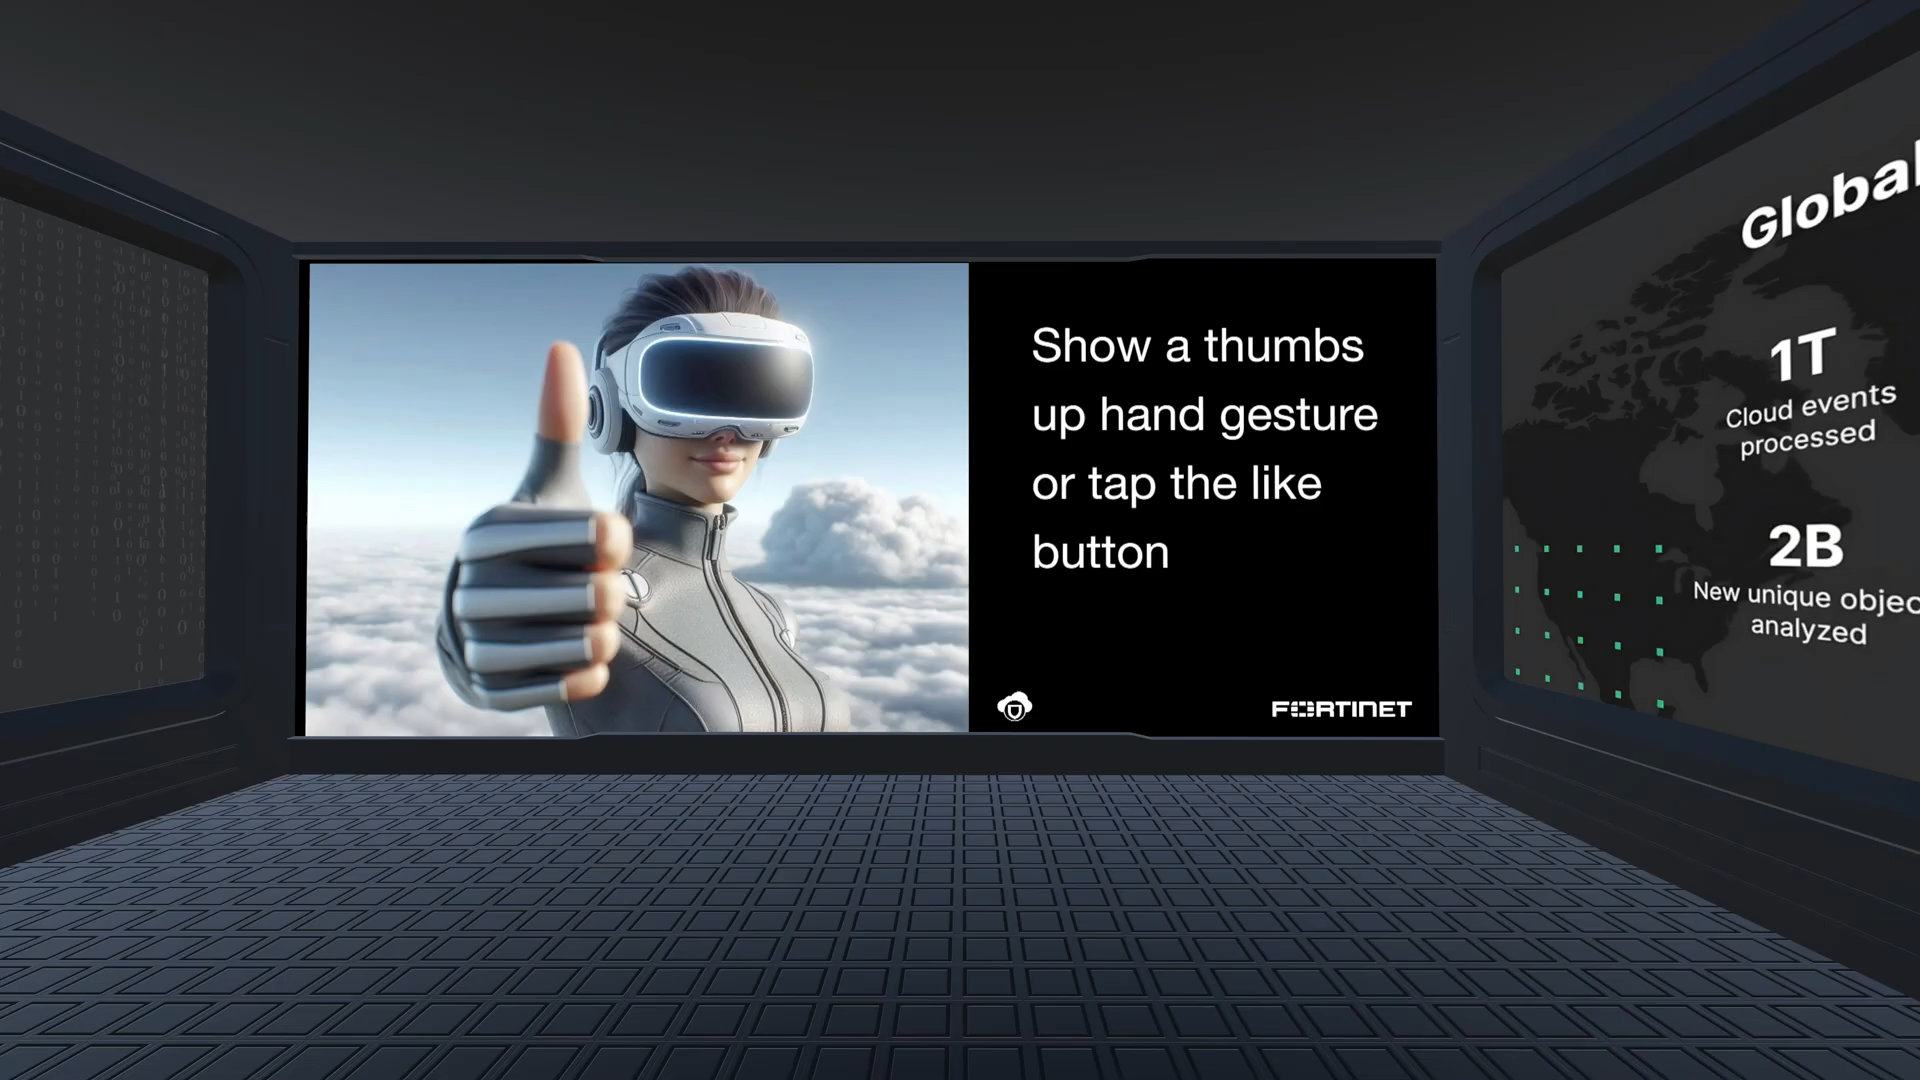 Show a thumbs
up hand gesture
or tap the like
button
FORTINET
Global
1T
Cloud events
processed
2B
New unique
analyzed